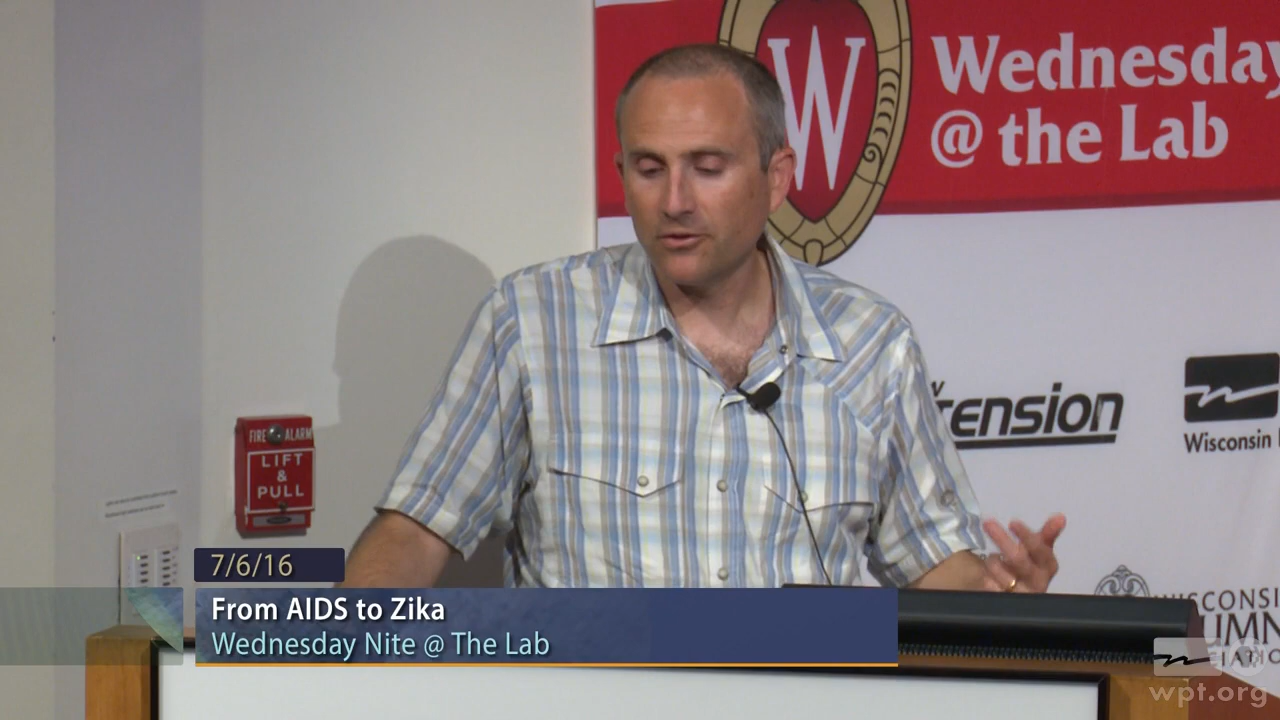 W
Wednesday
@ the Lab
FIRE ALARM
LIFT
&
PULL
TENSION
Wisconsin
7/6/16
From AIDS to Zika
Wednesday Nite @ The Lab
wpt.org